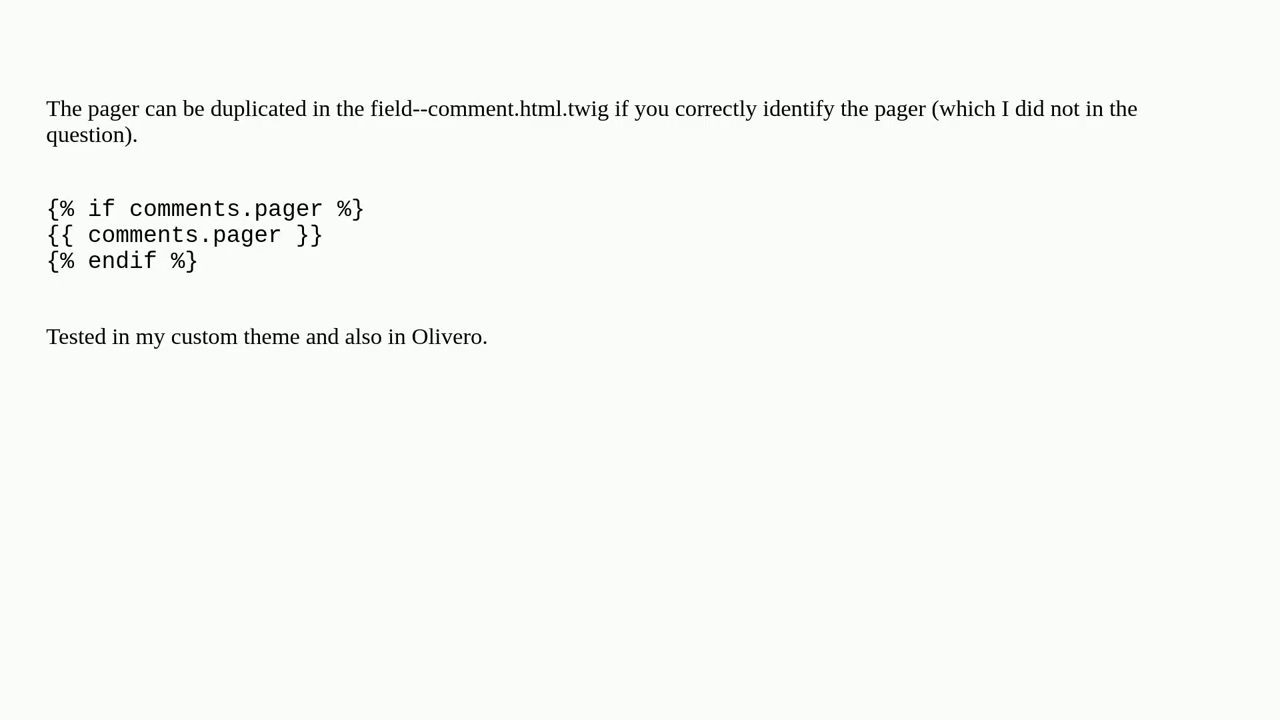 The pager can be duplicated in the field--comment.html.twig if you correctly identify the pager (which I did not in the
question).
{% if comments.pager %}
{{ comments.pager }}
{% endif %}
Tested in my custom theme and also in Olivero.